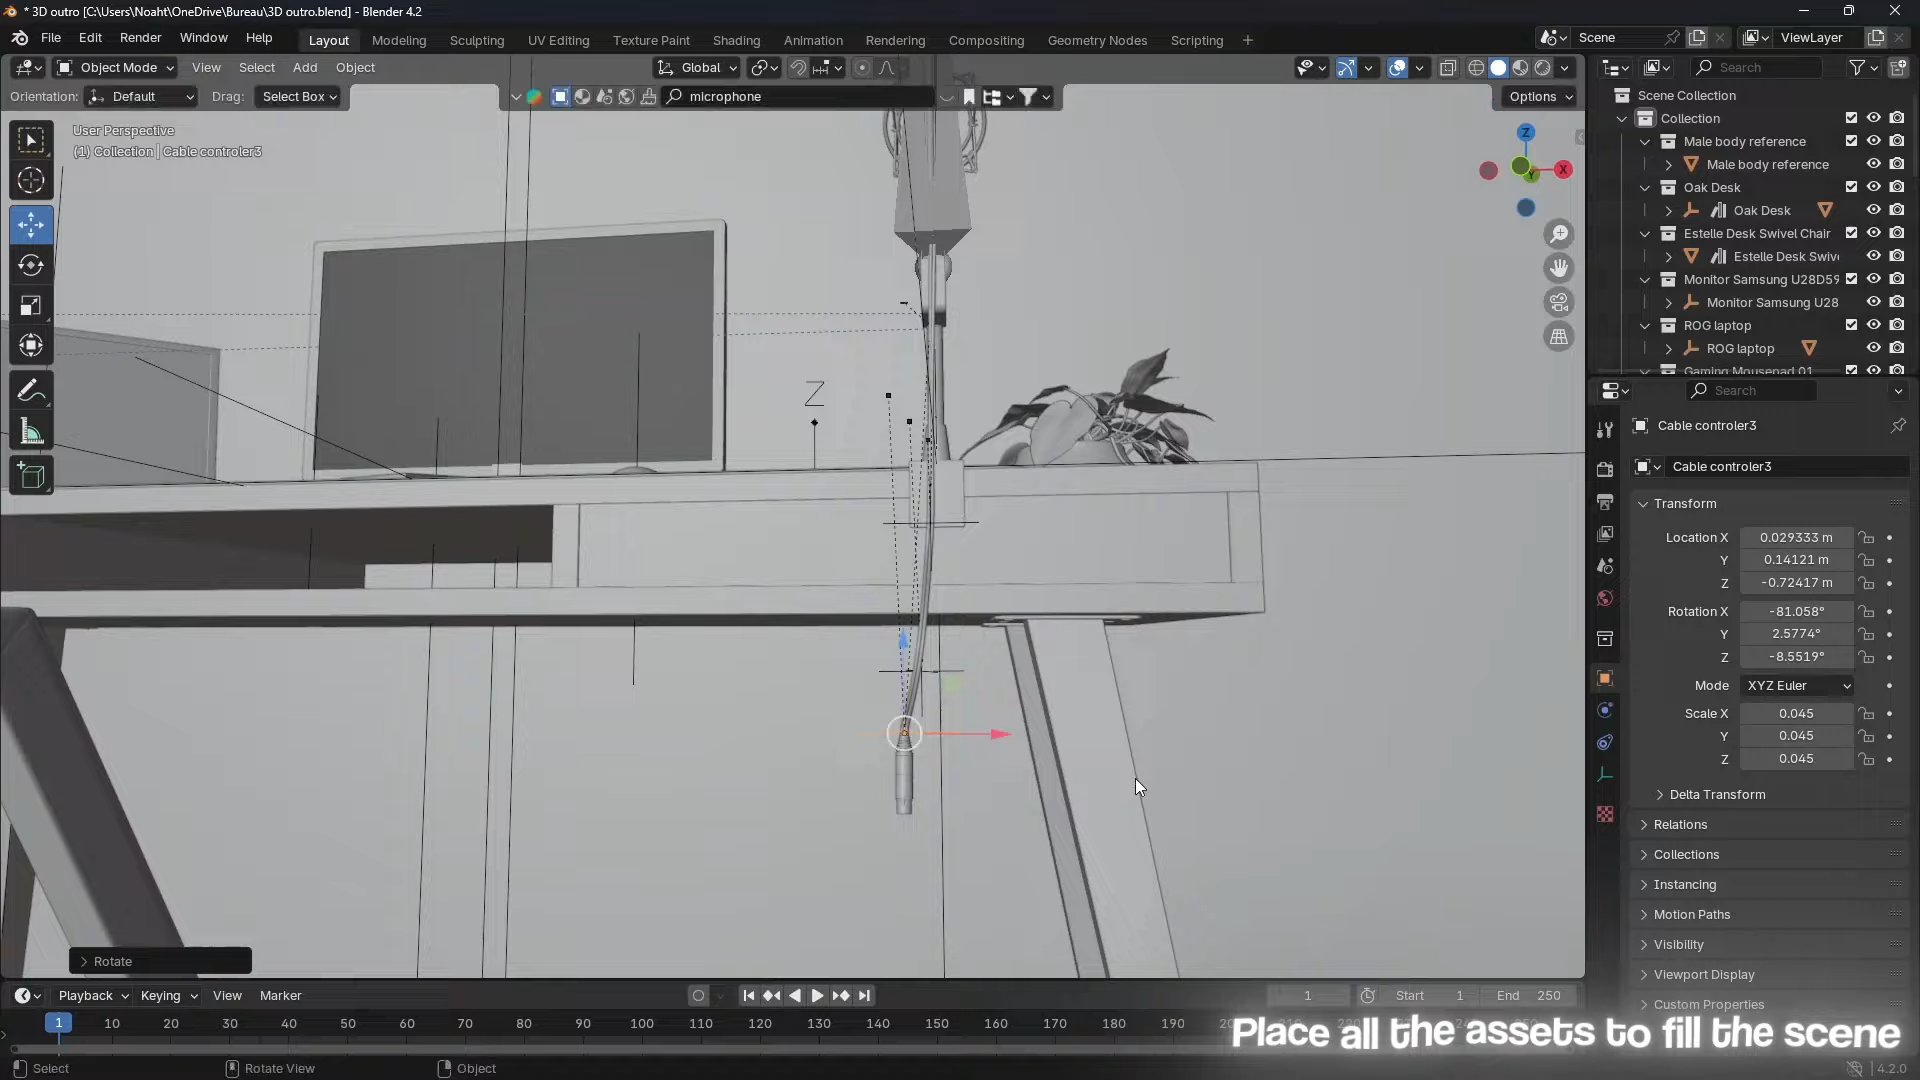 * 3D outro [C:\Users\Noaht\OneDrive\Bureau\3D outro.blend] - Blender 4.2
File Edit Render Window Help
Layout Modeling Sculpting UV Editing Texture Paint Shading Animation Rendering Compositing Geometry Nodes Scripting +
Scene
ViewLayer
Object Mode View Select Add Object
Global
Orientation: Default Drag: Select Box
microphone
Options
User Perspective
(1) Collection | Cable controler3
Z
X
Y
Z
Rotate
Search
Scene Collection
Collection
Male body reference
Male body reference
Oak Desk
Oak Desk
Estelle Desk Swivel Chair
Estelle Desk Swive
Monitor Samsung U28D59
Monitor Samsung U28
ROG laptop
ROG laptop
Gaming Mousepad 01
Search
Cable controler3
Cable controler3
Transform
Location X 0.029333 m
Y 0.14121 m
Z -0.72417 m
Rotation X -81.058°
Y 2.5774°
Z -8.5519°
Mode XYZ Euler
Scale X 0.045
Y 0.045
Z 0.045
Delta Transform
Relations
Collections
Instancing
Motion Paths
Visibility
Viewport Display
Custom Properties
Playback Keying View Marker
1 Start 1 End 250
1 10 20 30 40 50 60 70 80 90 100 110 120 130 140 150 160 170 180 190
Place all the assets to fill the scene
Select Rotate View Object
4.2.0